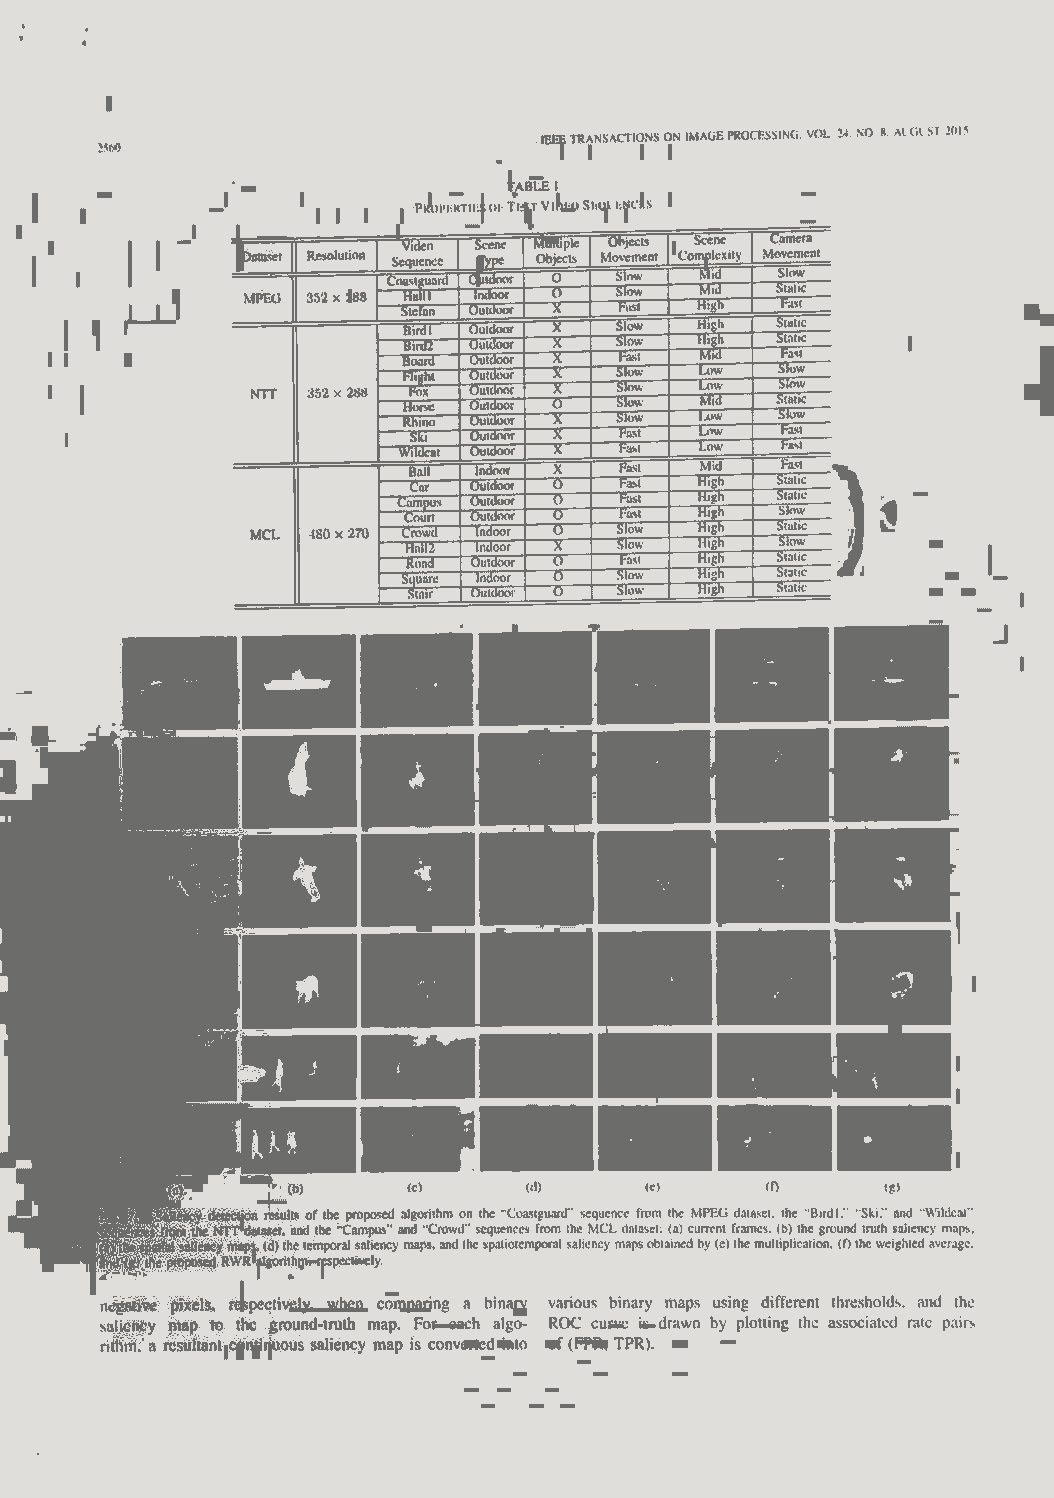 2560
IEEE TRANSACTIONS ON IMAGE PROCESSING, VOL. 24, NO. 8, AUGUST 2015
TABLE I
PROPERTIES OF TEST VIDEO SEQUENCES
Dataset Resolution Video Sequence Scene Type Multiple Objects Objects Movement Scene Complexity Camera Movement
MPEG 352 × 288
Coastguard Outdoor O Slow Mid Slow
Hall1 Indoor O Slow Mid Static
Stefan Outdoor X Fast High Fast
NTT 352 × 288
Bird1 Outdoor X Slow High Static
Bird2 Outdoor X Slow High Static
Board Outdoor X Fast Mid Fast
Flight Outdoor X Slow Low Slow
Fox Outdoor X Slow Low Slow
Horse Outdoor O Slow Mid Static
Rhino Outdoor X Slow Low Slow
Ski Outdoor X Fast Low Fast
Wildcat Outdoor X Fast Low Fast
MCL 480 × 270
Ball Indoor X Fast Mid Fast
Car Outdoor O Fast High Static
Campus Outdoor O Fast High Static
Court Outdoor O Fast High Slow
Crowd Indoor O Slow High Static
Hall2 Indoor X Slow High Slow
Road Outdoor O Fast High Static
Square Indoor O Slow High Static
Stair Outdoor O Slow High Static
(a) (b) (c) (d) (e) (f) (g)
detection results of the proposed algorithm on the “Coastguard” sequence from the MPEG dataset, the “Bird1,” “Ski,” and “Wildcat”
sequences from the NTT dataset, and the “Campus” and “Crowd” sequences from the MCL dataset: (a) current frames, (b) the ground truth saliency maps,
(c) the spatial saliency maps, (d) the temporal saliency maps, and the spatiotemporal saliency maps obtained by (e) the multiplication, (f) the weighted average,
and (g) the proposed RWR algorithm, respectively.
negative pixels, respectively, when comparing a binary
saliency map to the ground-truth map. For each algo-
rithm, a resultant continuous saliency map is converted into
various binary maps using different thresholds, and the
ROC curve is drawn by plotting the associated rate pairs
of (FPR, TPR).